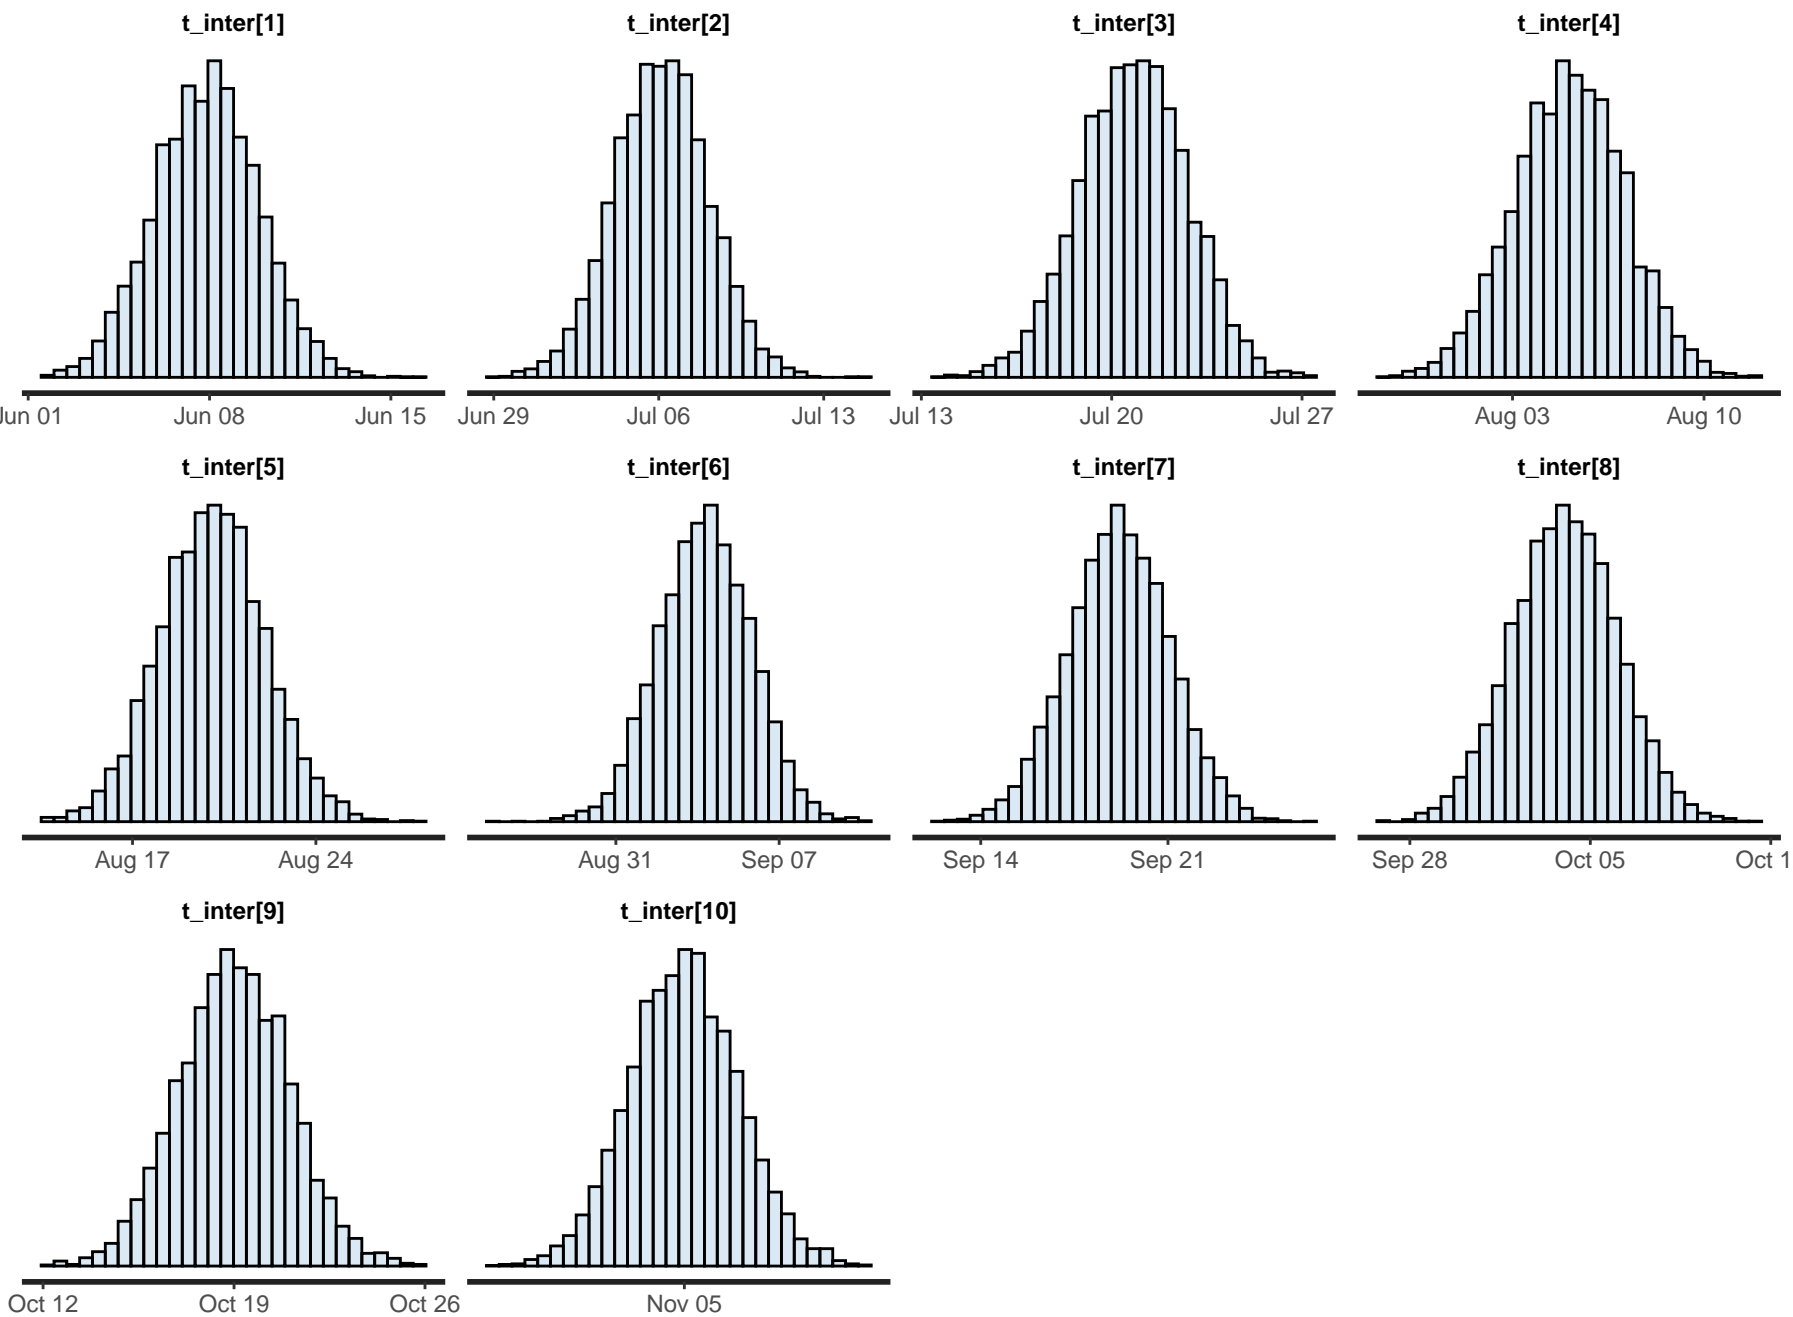 t_inter[1] t_inter[2] t_inter[3] t_inter[4]
Jun 01 Jun 08 Jun 15 Jun 29 Jul 06 Jul 13 Jul 13 Jul 20 Jul 27 Aug 03 Aug 10
t_inter[5] t_inter[6] t_inter[7] t_inter[8]
Aug 17 Aug 24 Aug 31 Sep 07 Sep 14 Sep 21 Sep 28 Oct 05 Oct 1
t_inter[9] t_inter[10]
Oct 12 Oct 19 Oct 26 Nov 05